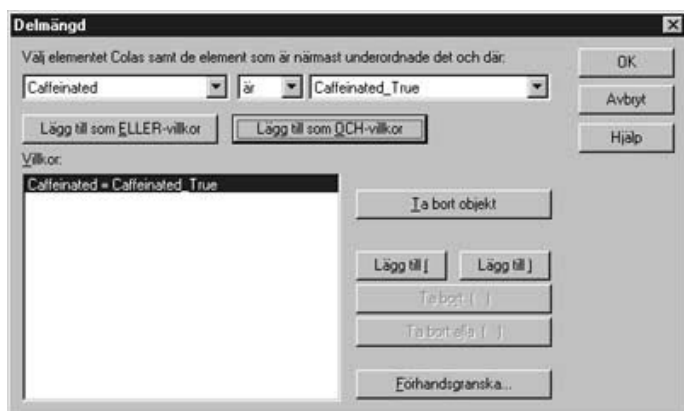 Delmängd
Välj elementet Colas samt de element som är närmast underordnade det och där:
Caffeinated är Caffeinated_True
OK
Avbryt
Hjälp
Lägg till som ELLER-villkor Lägg till som OCH-villkor
Villkor:
Caffeinated = Caffeinated_True
Ta bort objekt
Lägg till ( Lägg till )
Ta bort ( )
Ta bort alla ( )
Förhandsgranska...